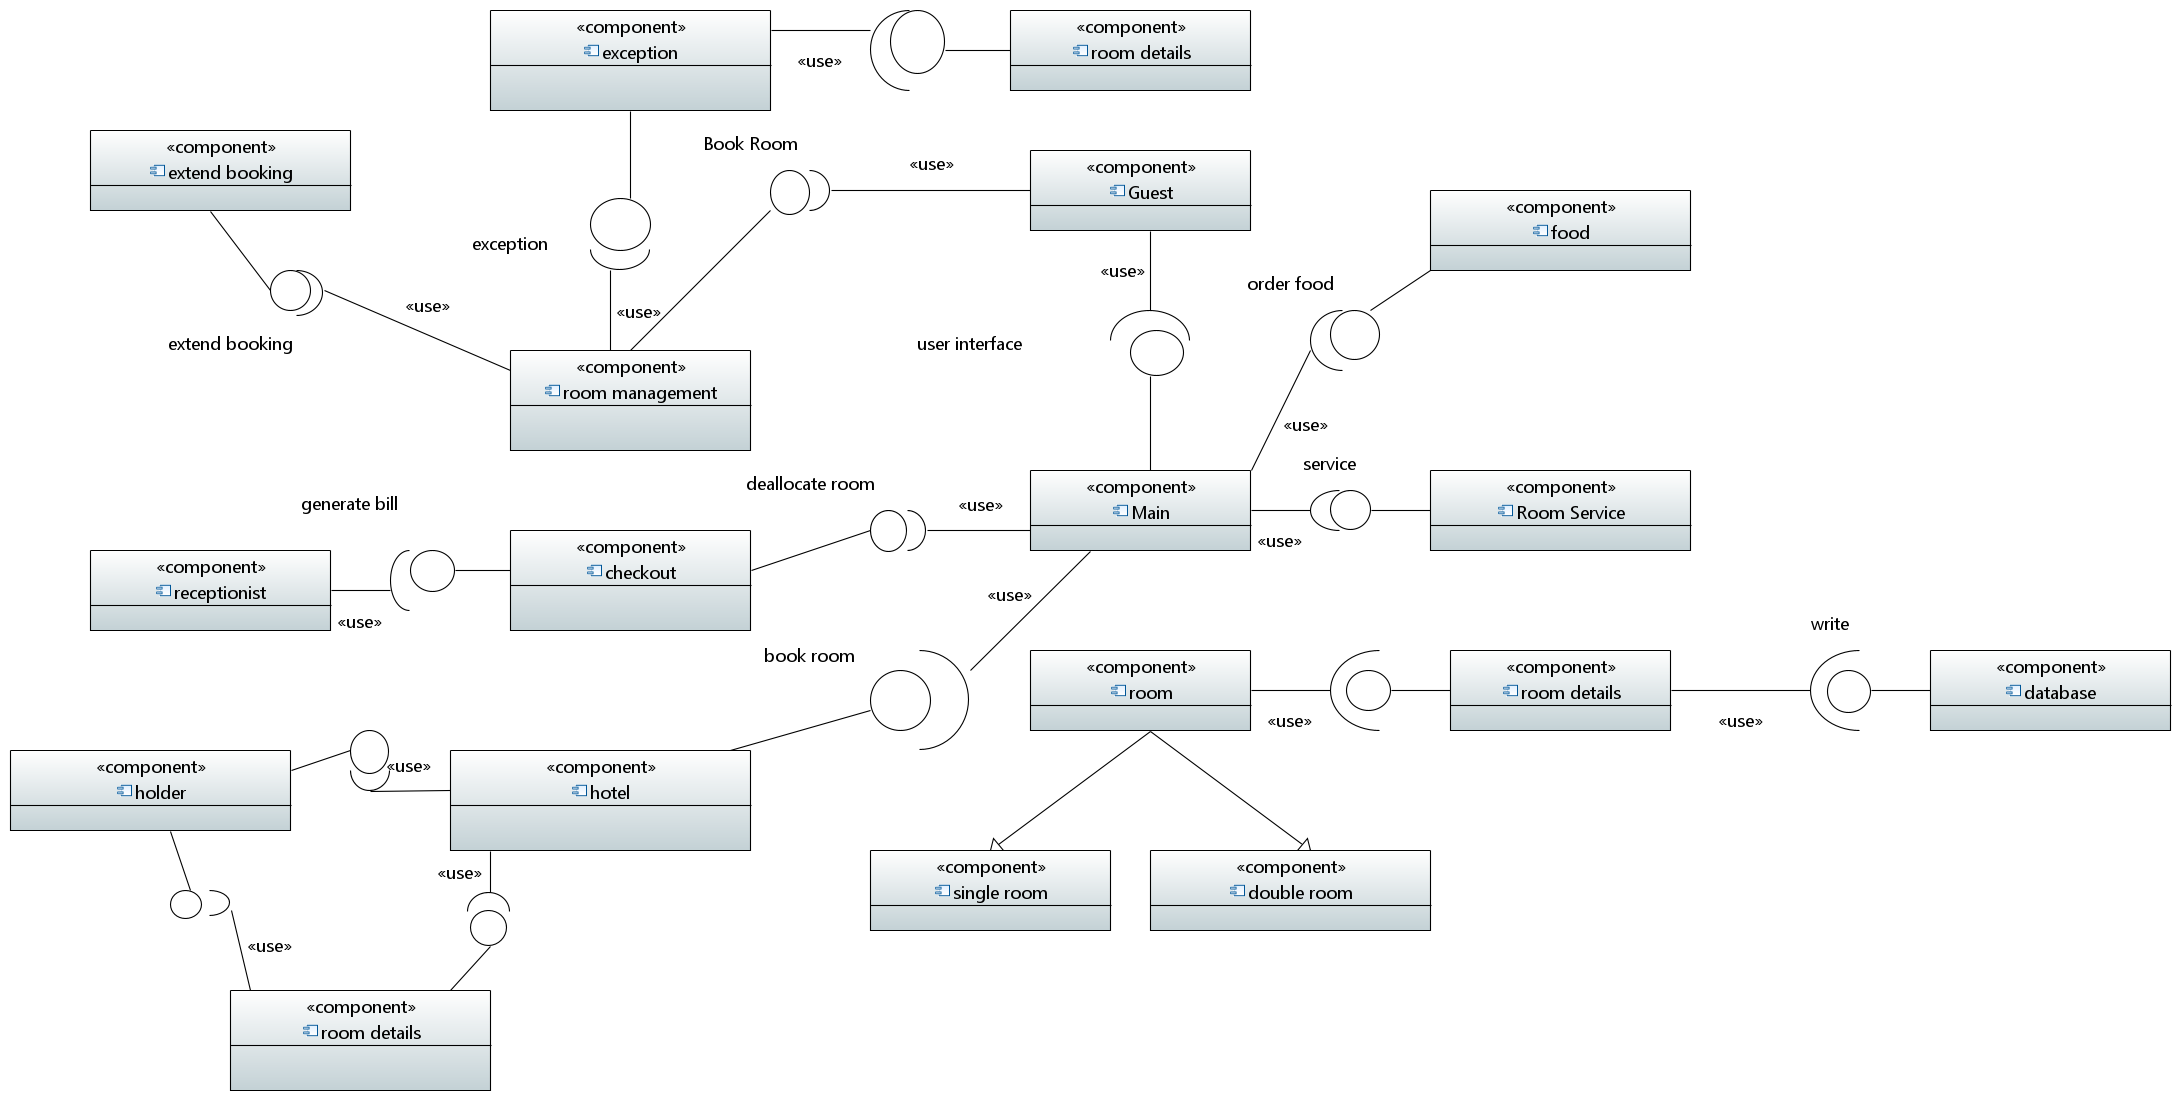 «component»
exception
«use»
«component»
room details
«component»
extend booking
Book Room
«use»
«component»
Guest
«component»
food
exception
«use»
order food
«use»
«use»
extend booking
user interface
«component»
room management
«use»
service
generate bill
deallocate room
«use»
«component»
Main
«use»
«component»
Room Service
«component»
receptionist
«use»
«component»
checkout
«use»
book room
write
«component»
room
«use»
«component»
room details
«use»
«component»
database
«component»
holder
«use»
«component»
hotel
«use»
«component»
single room
«component»
double room
«use»
«component»
room details